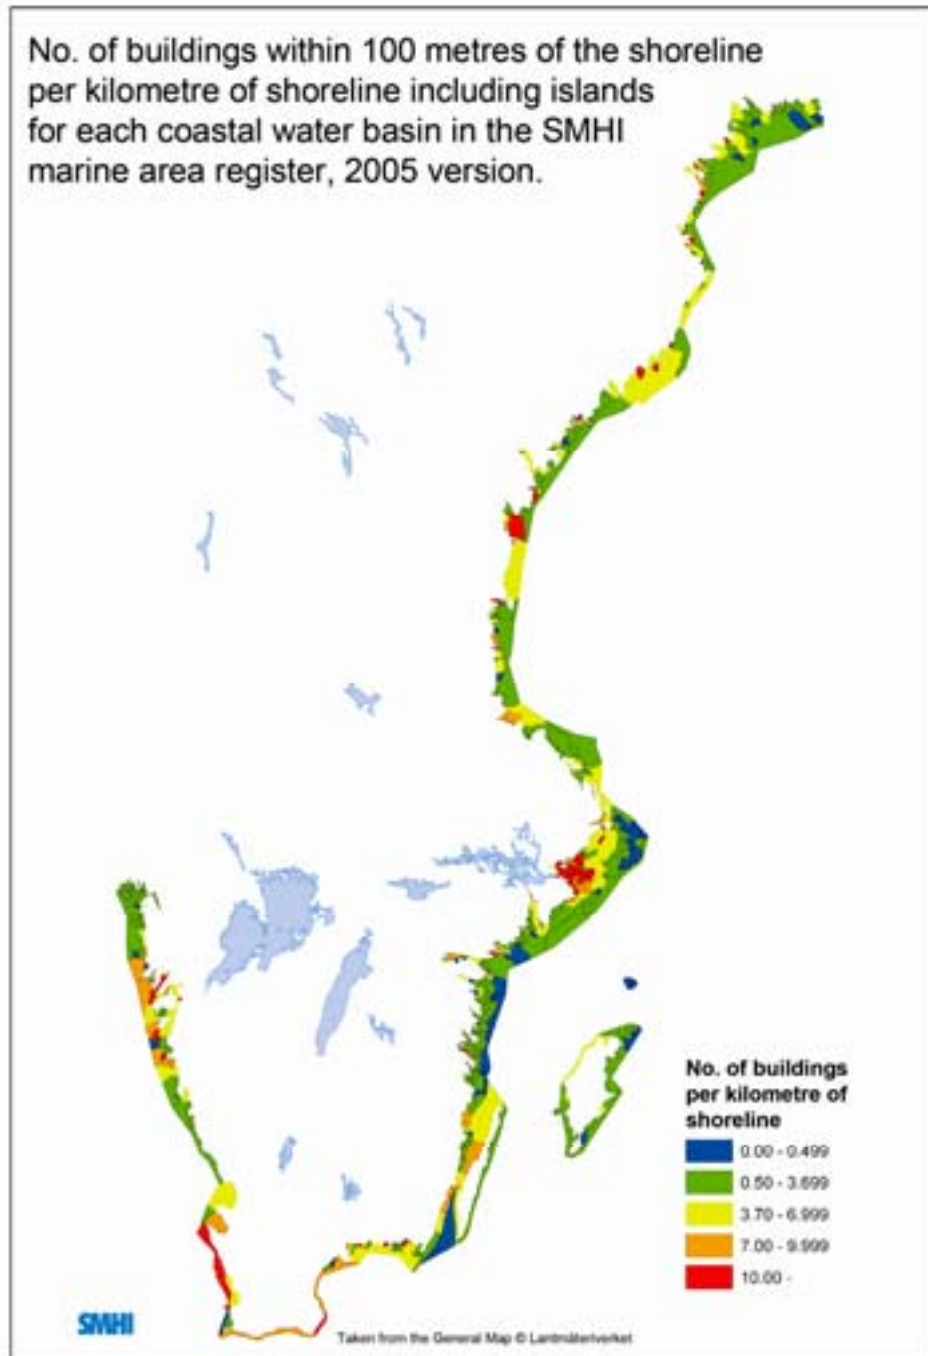 No. of buildings within 100 metres of the shoreline
per kilometre of shoreline including islands
for each coastal water basin in the SMHI
marine area register, 2005 version.
No. of buildings
per kilometre of
shoreline
0.00 - 0.499
0.50 - 3.699
3.70 - 6.999
7.00 - 9.999
10.00 -
SMHI
Taken from the General Map © Lantmäteriverket